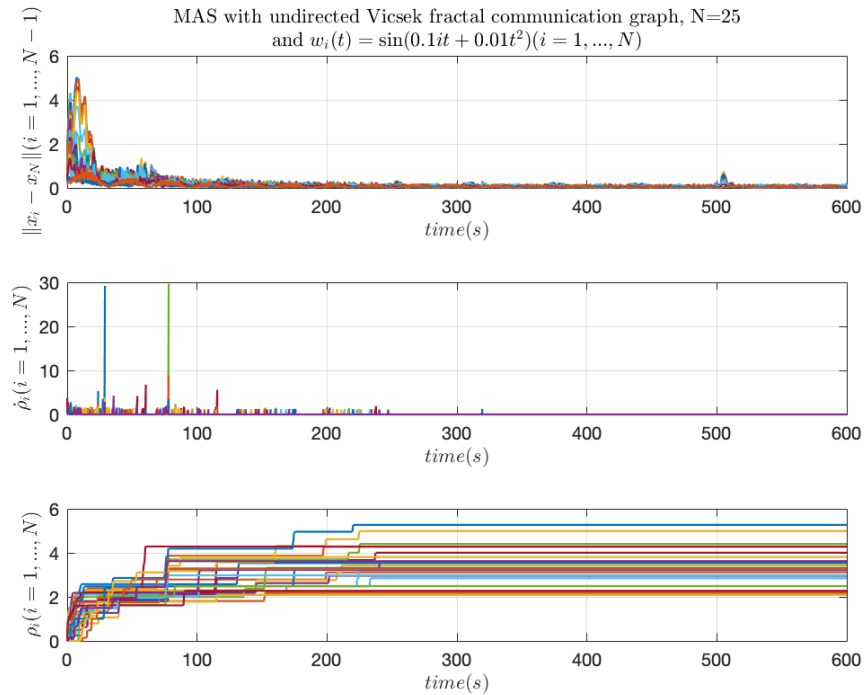 MAS with undirected Vicsek fractal communication graph, N=25
and $w_i(t) = \sin(0.1it + 0.01t^2)(i = 1, ..., N)$
$\|x_i - x_N\|(i = 1, ..., N-1)$
6
4
2
0
0 100 200 300 400 500 600
time(s)
$\dot{\rho}_i(i = 1, ..., N)$
30
20
10
0
0 100 200 300 400 500 600
time(s)
$\rho_i(i = 1, ..., N)$
6
4
2
0
0 100 200 300 400 500 600
time(s)